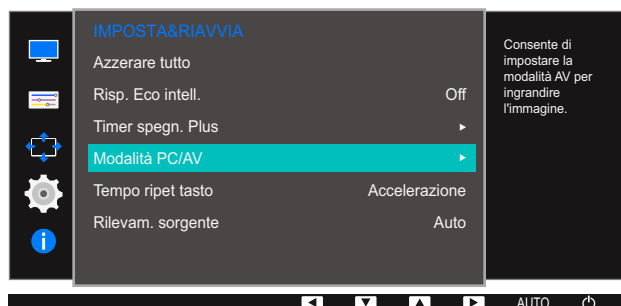 IMPOSTA&RIAVVIA
Azzerare tutto
Risp. Eco intell. Off
Timer spegn. Plus
Modalità PC/AV
Tempo ripet tasto Accelerazione
Rilevam. sorgente Auto
Consente di
impostare la
modalità AV per
ingrandire
l'immagine.
AUTO